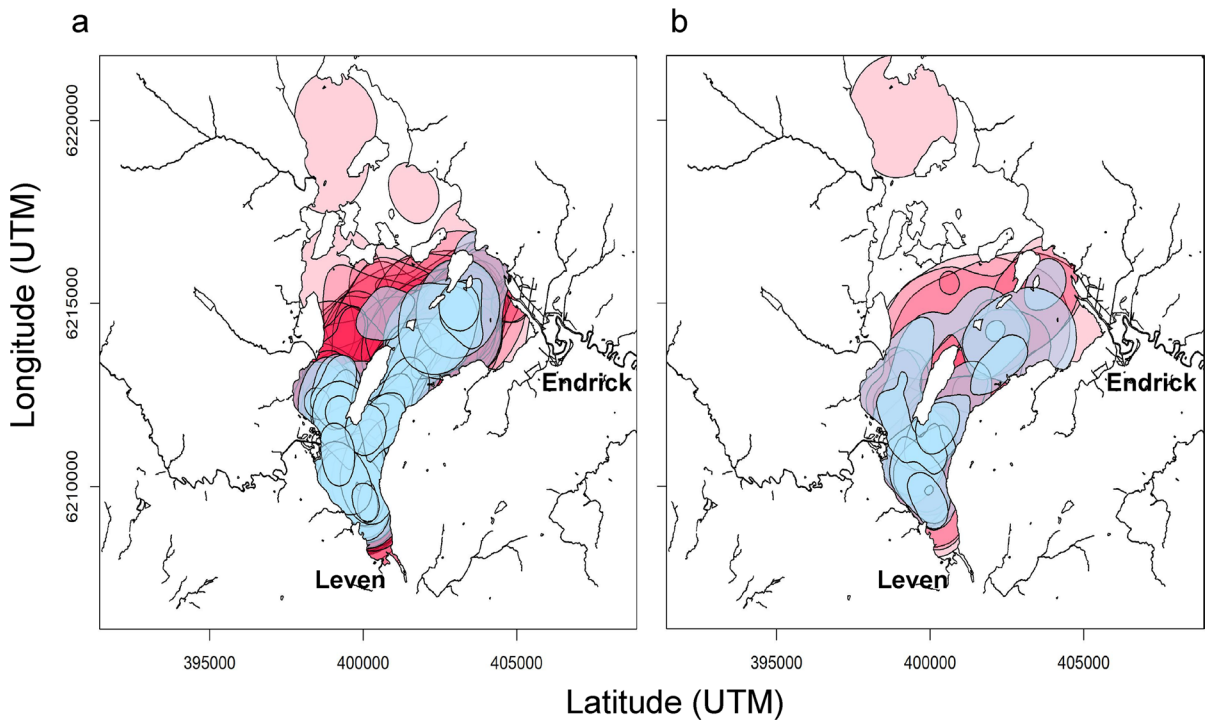 a
b
Longitude (UTM)
6220000
6215000
6210000
Endrick
Endrick
Leven
Leven
395000
400000
405000
395000
400000
405000
Latitude (UTM)